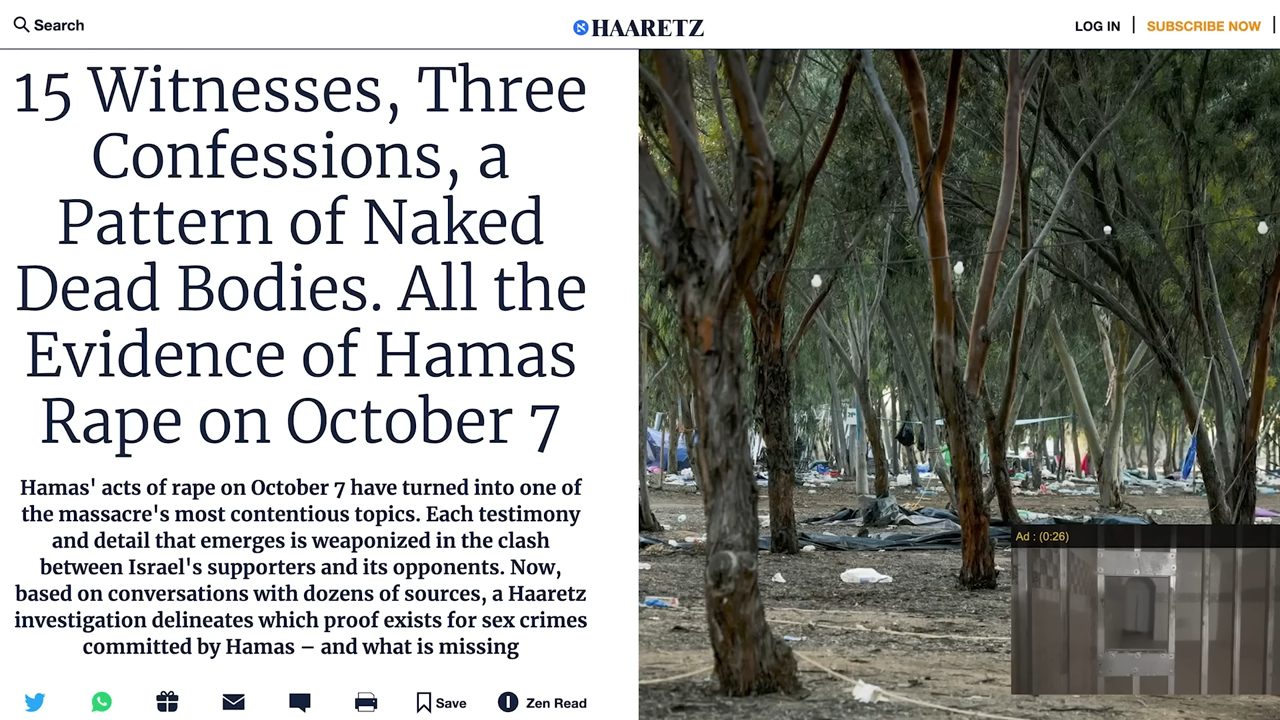 Search
HAARETZ
LOG IN
SUBSCRIBE NOW
15 Witnesses, Three
Confessions, a
Pattern of Naked
Dead Bodies. All the
Evidence of Hamas
Rape on October 7
Hamas' acts of rape on October 7 have turned into one of
the massacre's most contentious topics. Each testimony
and detail that emerges is weaponized in the clash
between Israel's supporters and its opponents. Now,
based on conversations with dozens of sources, a Haaretz
investigation delineates which proof exists for sex crimes
committed by Hamas – and what is missing
Ad : (0:26)
Save
Zen Read